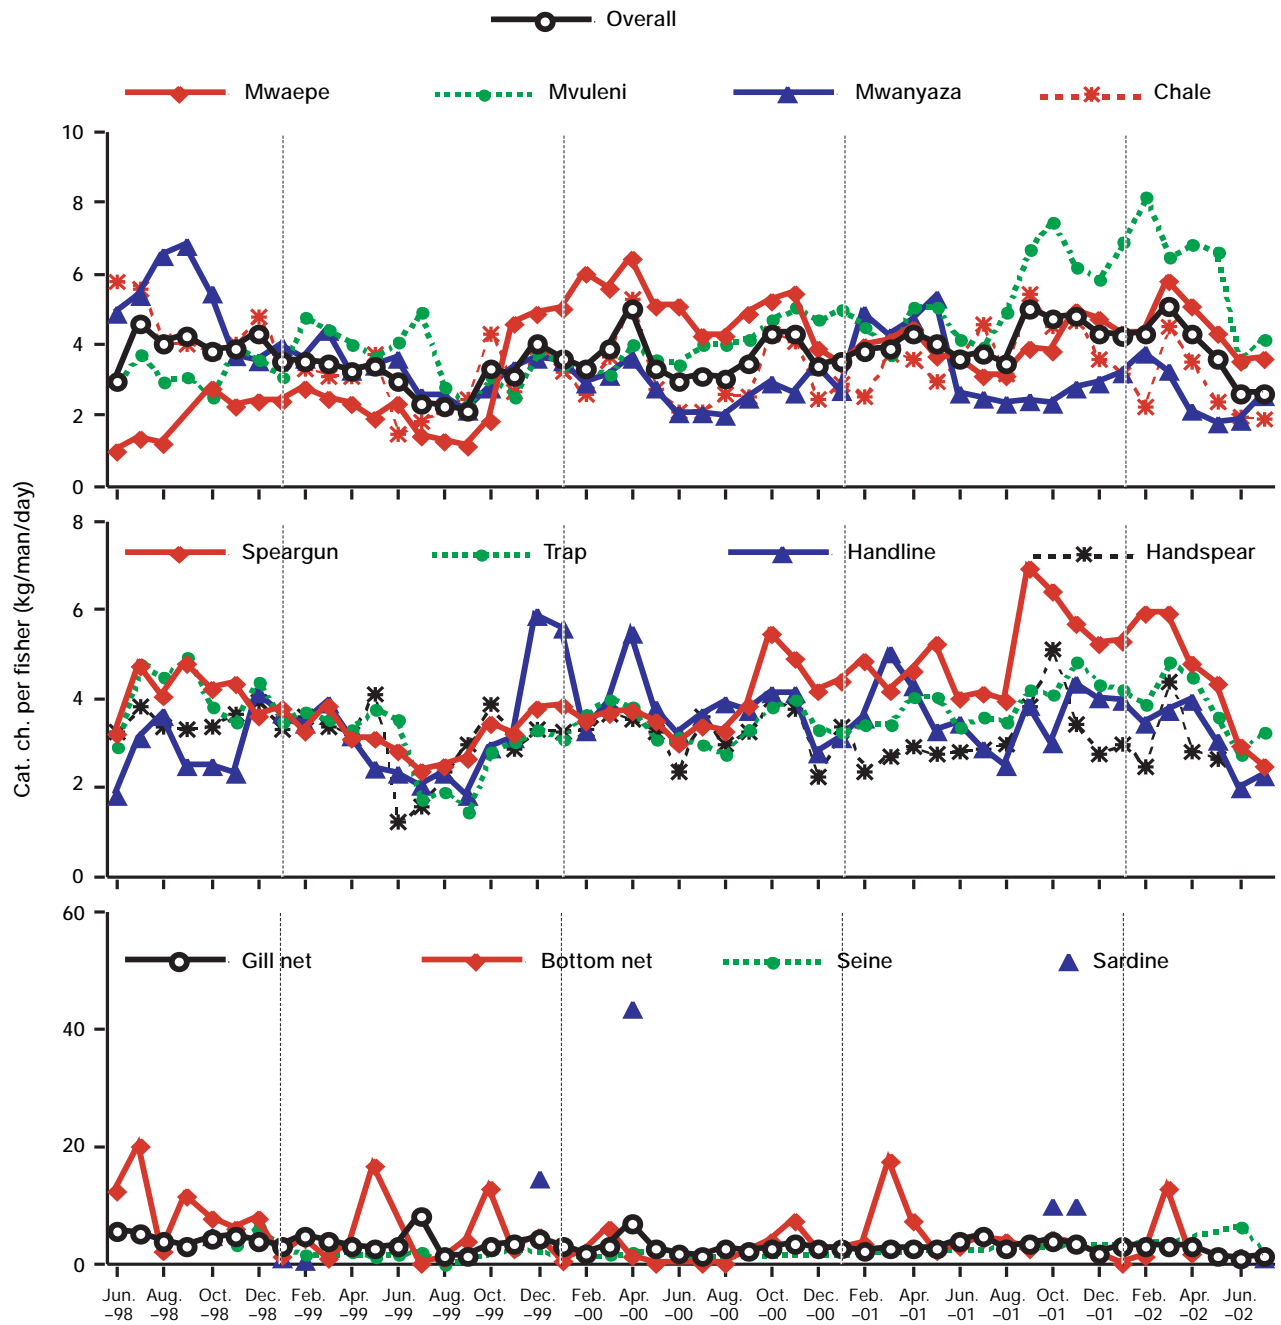 Overall
Mwaepe Mvuleni Mwanyaza Chale
10
8
6
4
2
0
Cat. ch. per fisher (kg/man/day)
8
Speargun Trap Handline Handspear
6
4
2
0
60
Gill net Bottom net Seine Sardine
40
20
0
Jun. Aug. Oct. Dec. Feb. Apr. Jun. Aug. Oct. Dec. Feb. Apr. Jun. Aug. Oct. Dec. Feb. Apr. Jun. Aug. Oct. Dec. Feb. Apr. Jun.
–98 –98 –98 –98 –99 –99 –99 –99 –99 –99 –00 –00 –00 –00 –00 –00 –01 –01 –01 –01 –01 –01 –02 –02 –02